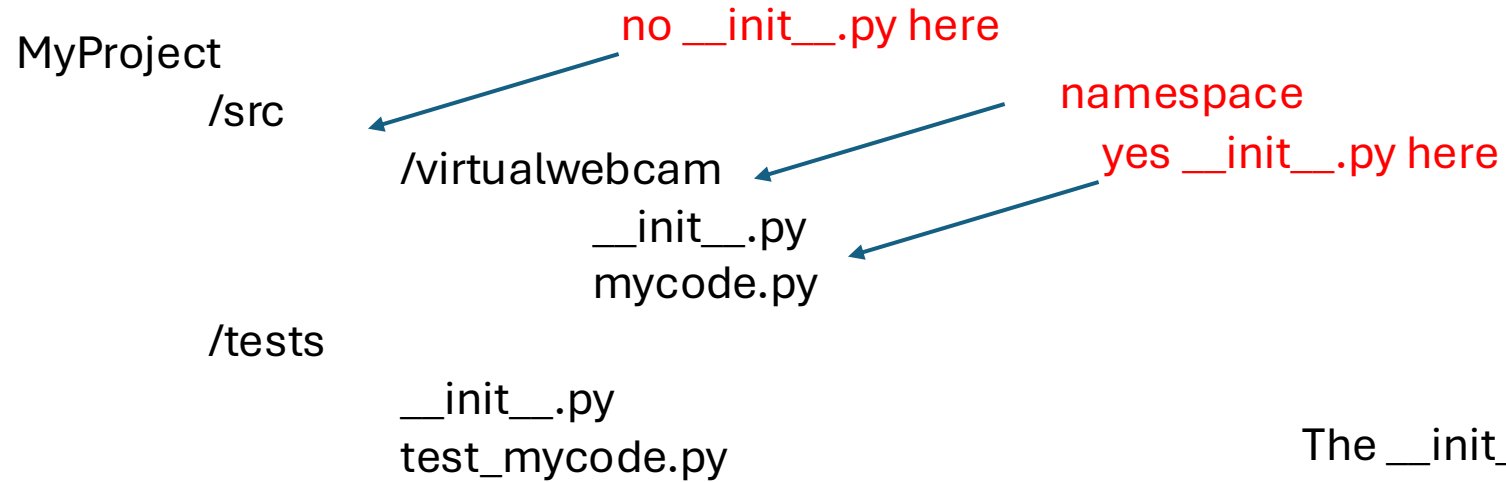 no __init__.py here
MyProject
/src
namespace
/virtualwebcam
yes __init__.py here
__init__.py
mycode.py
/tests
__init__.py
test_mycode.py
The __init_